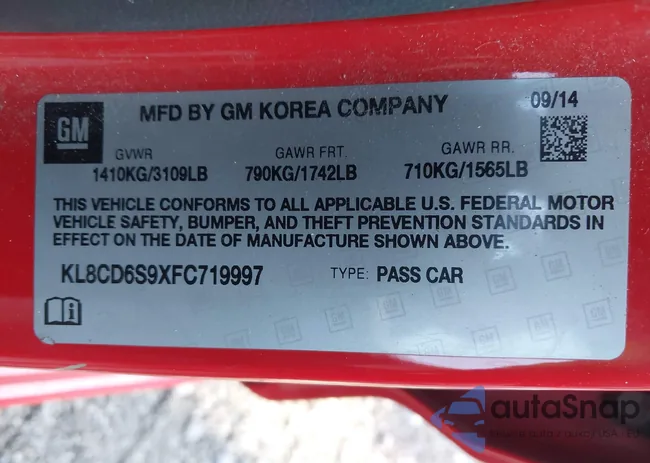 GM
MFD BY GM KOREA COMPANY
09/14
GVWR
GAWR FRT.
GAWR RR.
1410KG/3109LB
790KG/1742LB
710KG/1565LB
THIS VEHICLE CONFORMS TO ALL APPLICABLE U.S. FEDERAL MOTOR
VEHICLE SAFETY, BUMPER, AND THEFT PREVENTION STANDARDS IN
EFFECT ON THE DATE OF MANUFACTURE SHOWN ABOVE.
KL8CD6S9XFC719997
TYPE: PASS CAR
autoSnap